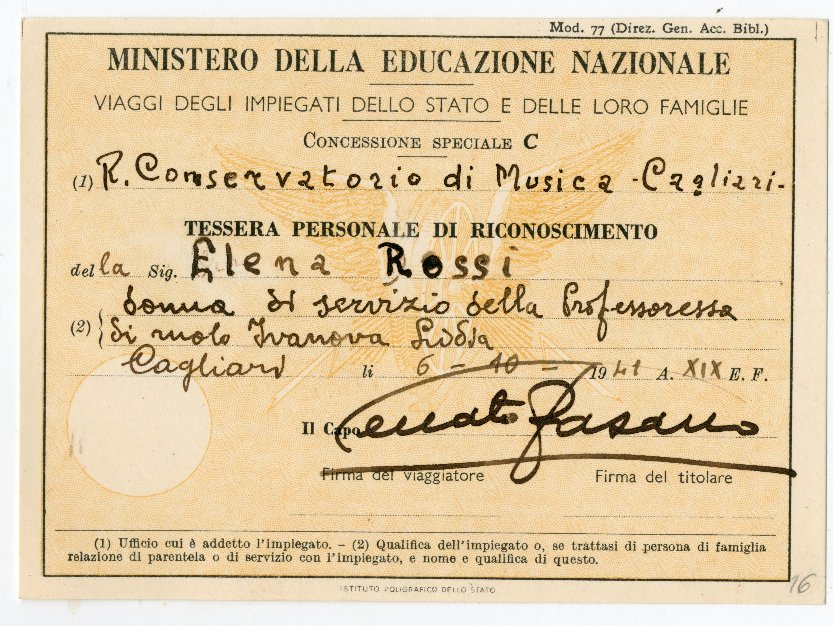 Mod. 77 (Direz. Gen. Acc. Bibl.)
MINISTERO DELLA EDUCAZIONE NAZIONALE
VIAGGI DEGLI IMPIEGATI DELLO STATO E DELLE LORO FAMIGLIE
CONCESSIONE SPECIALE C
(1) R. Conservatorio di Musica - Cagliari -
TESSERA PERSONALE DI RICONOSCIMENTO
della Sig. Elena Rossi
donna di servizio della Professoressa
(2) di ruolo Ivanova Lidia
Cagliari li 6 - 10 - 1941 A. XIX E. F.
Il Capo Renato Fasano
Firma del viaggiatore Firma del titolare
(1) Ufficio cui è addetto l'impiegato. - (2) Qualifica dell'impiegato o, se trattasi di persona di famiglia
relazione di parentela o di servizio con l'impiegato, e nome e qualifica di questo.
ISTITUTO POLIGRAFICO DELLO STATO
16